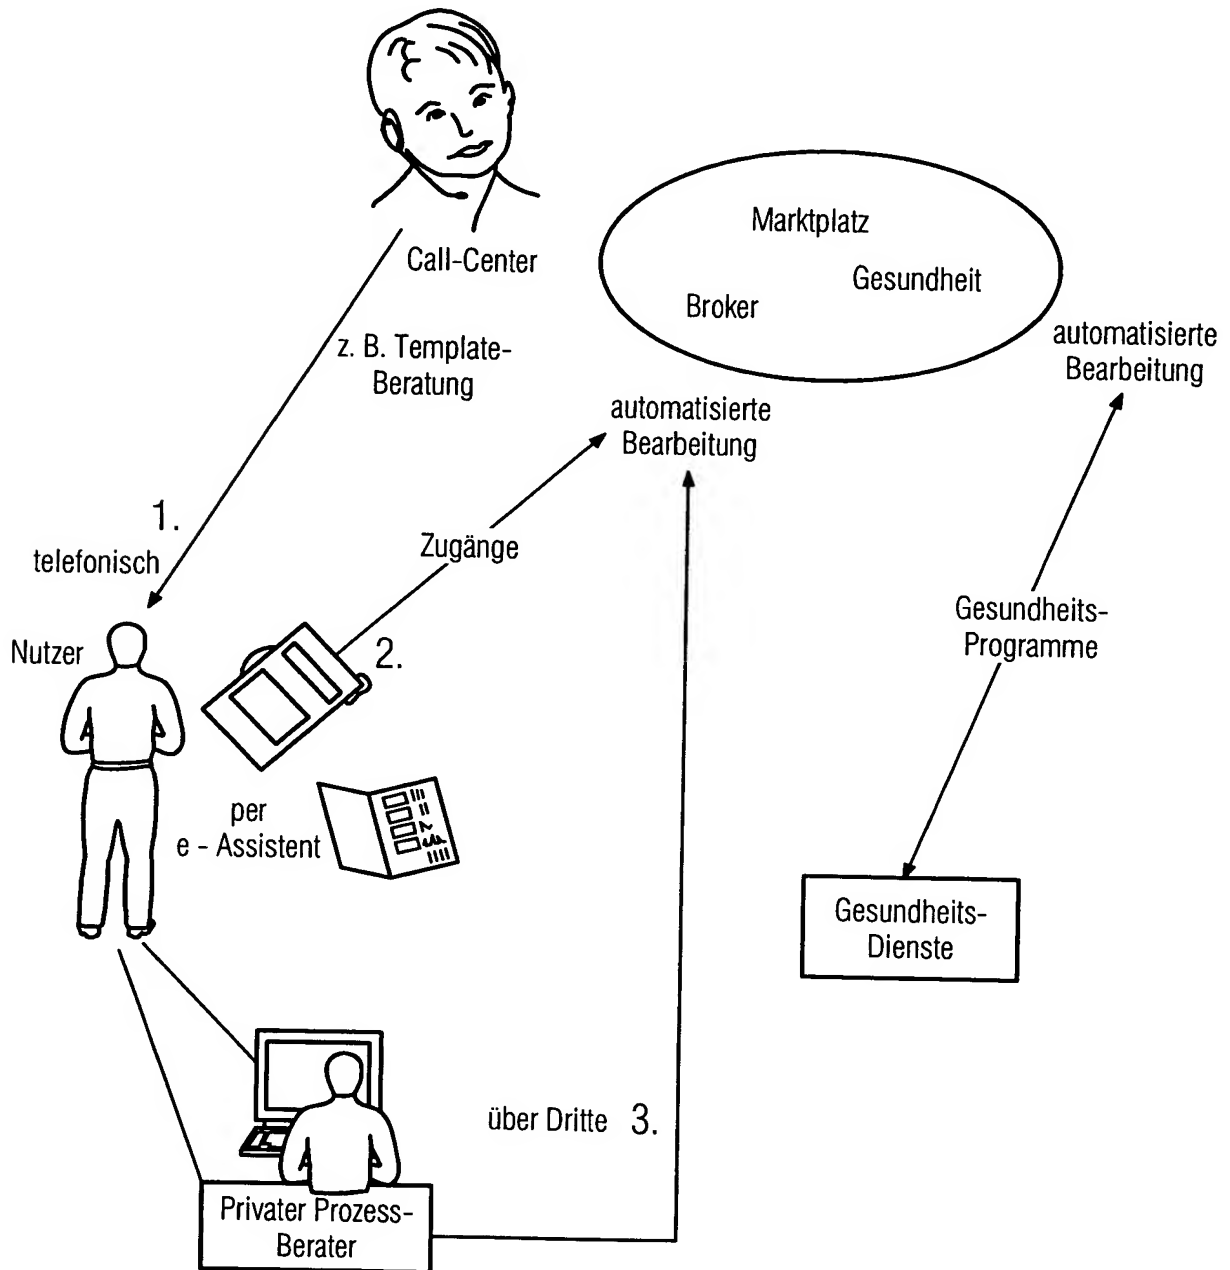 Call-Center
Marktplatz
Gesundheit
Broker
z. B. Template-
Beratung
automatisierte
Bearbeitung
automatisierte
Bearbeitung
1.
telefonisch
Zugänge
Nutzer
2.
Gesundheits-
Programme
per
e - Assistent
Gesundheits-
Dienste
über Dritte 3.
Privater Prozess-
Berater